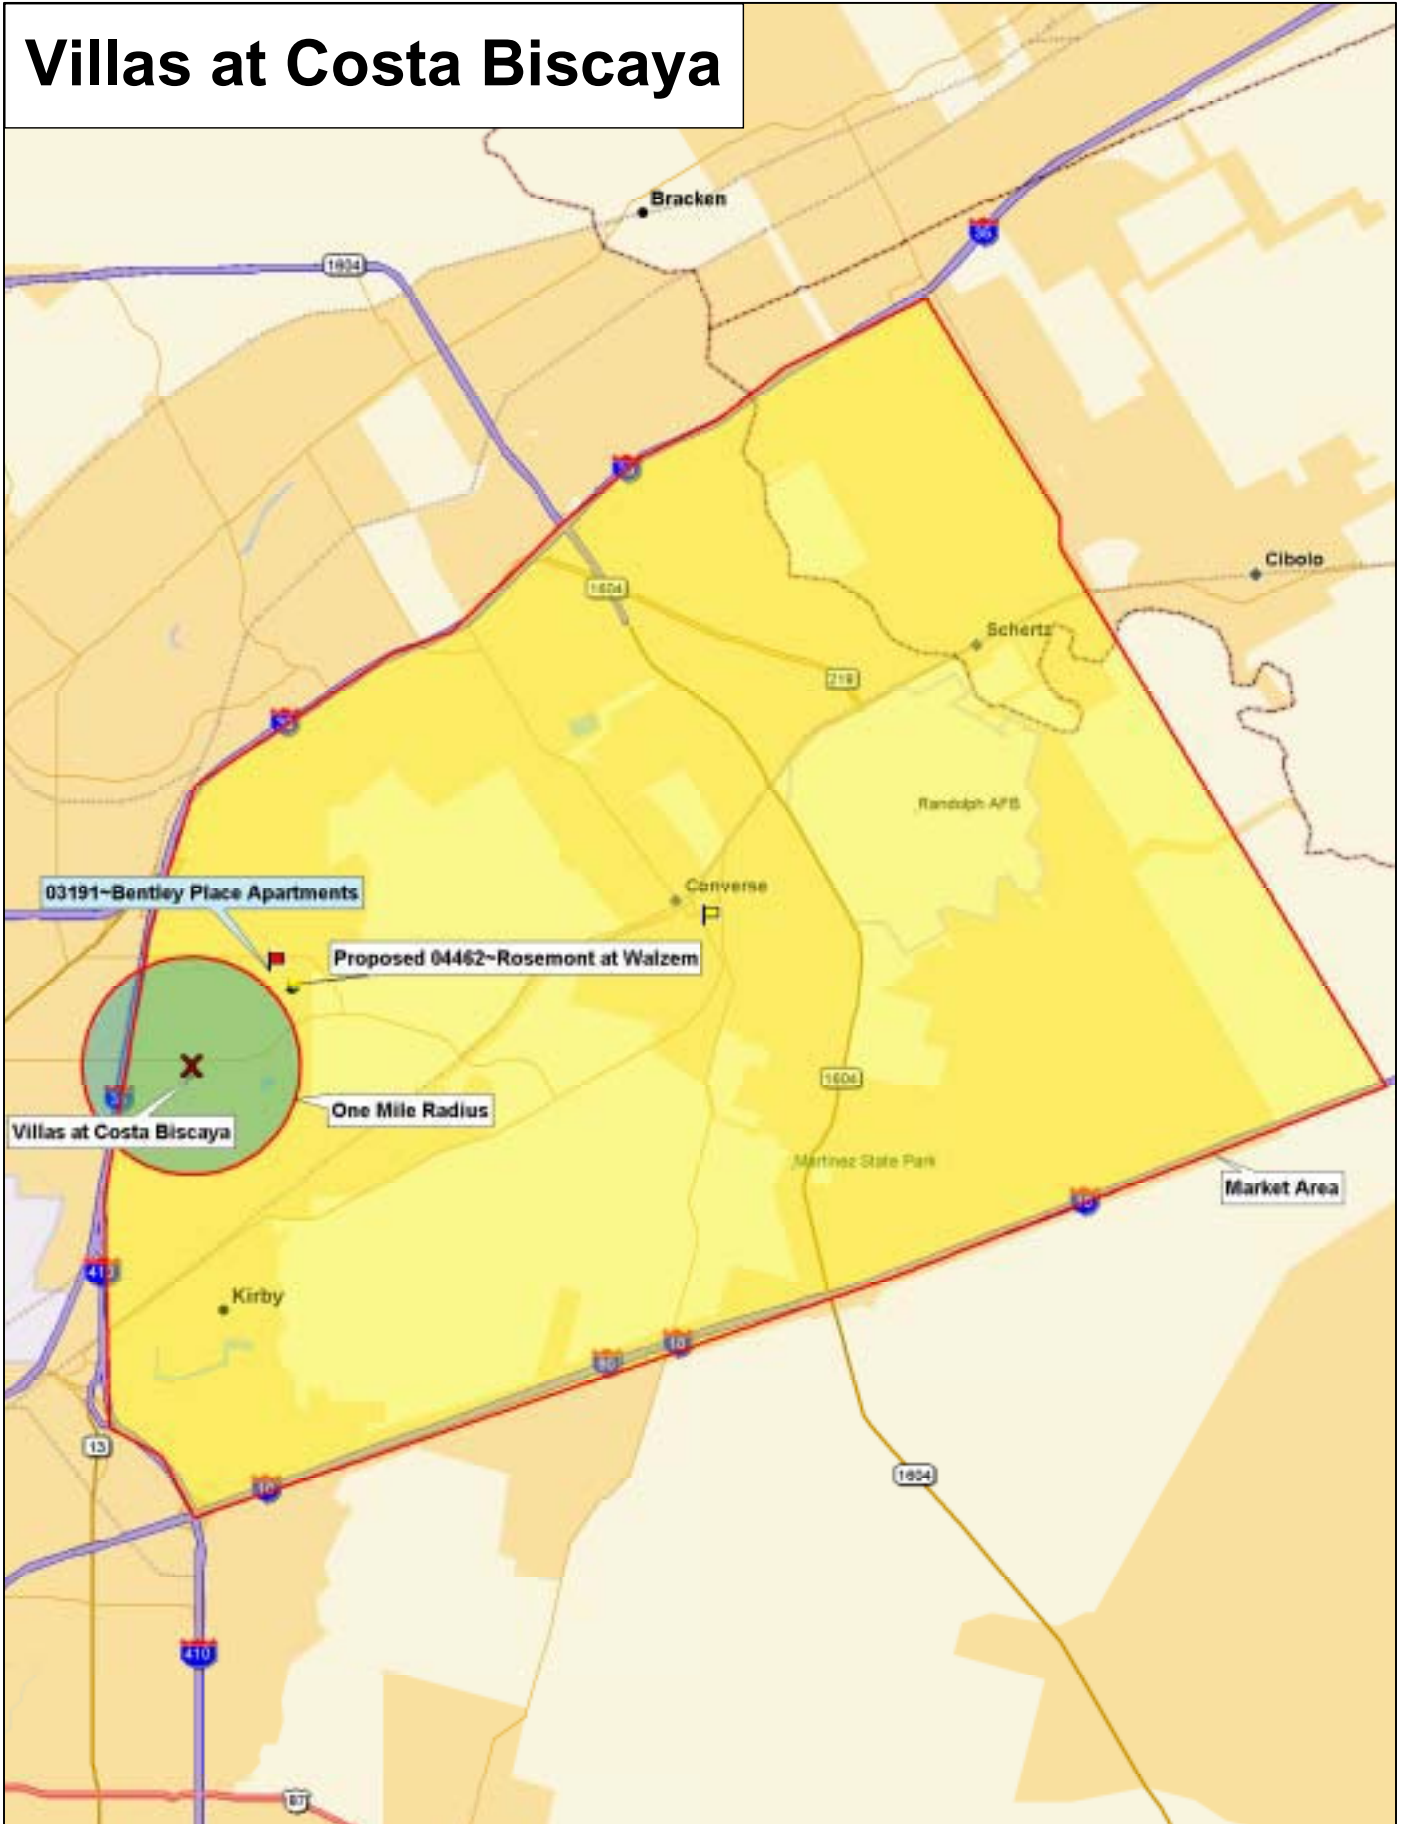 Villas at Costa Biscaya
Bracken
35
1604
35
Cibolo
1604
Schertz
218
35
Randolph AFB
Converse
03191~Bentley Place Apartments
Proposed 04462~Rosemont at Walzem
1604
One Mile Radius
Villas at Costa Biscaya
Martinez State Park
Market Area
10
410
Kirby
10
90
13
10
1604
410
87